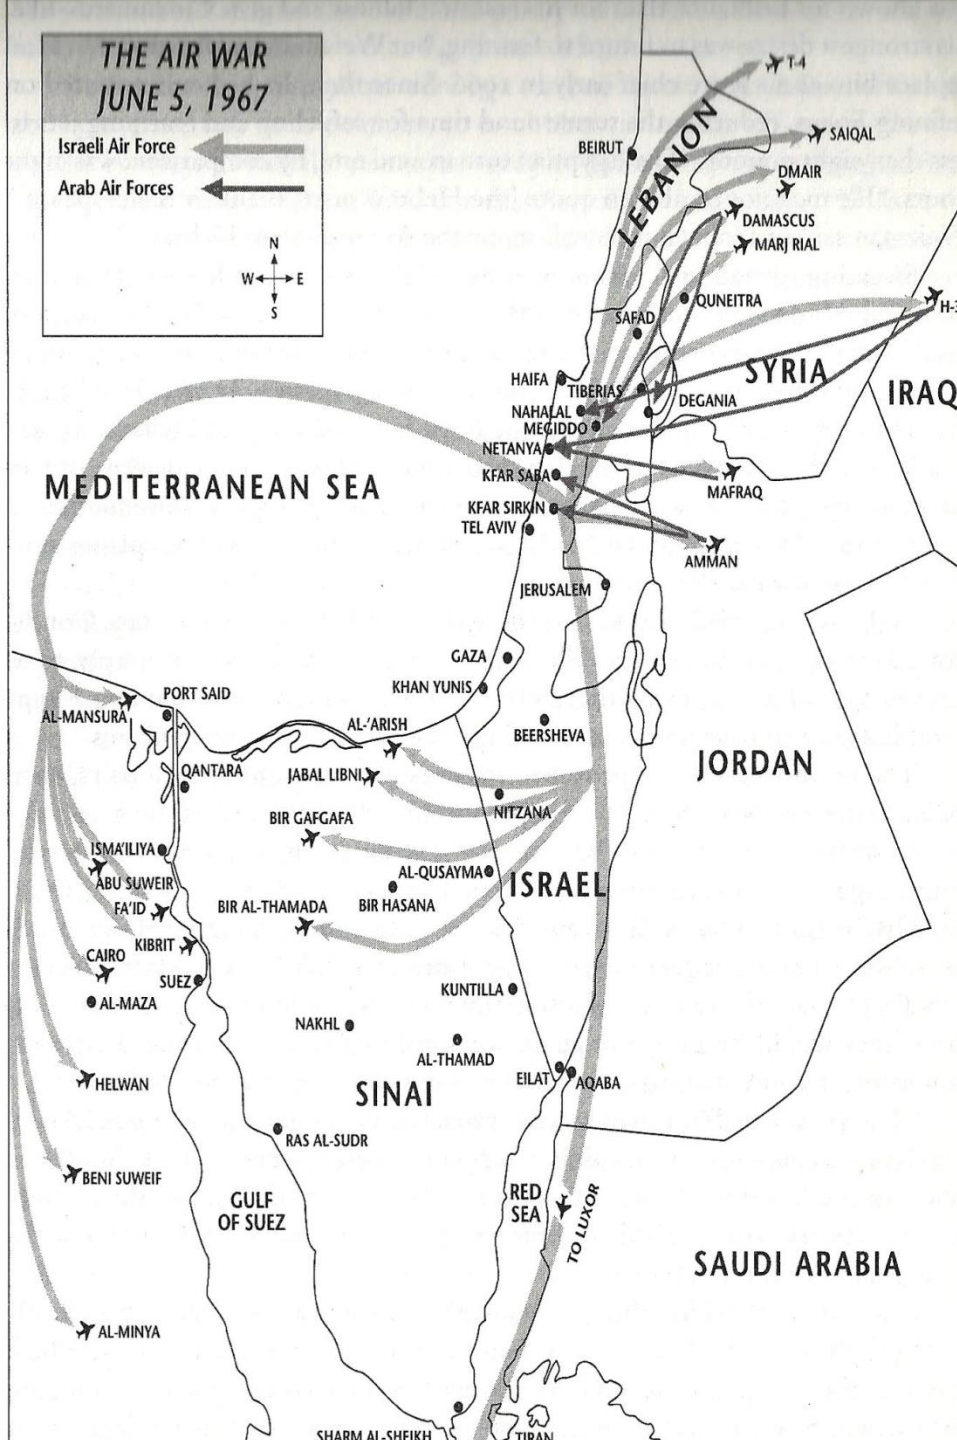 THE AIR WAR
JUNE 5, 1967
Israeli Air Force
Arab Air Forces
N
W E
S
T-4
SAIQAL
BEIRUT
LEBANON
DMAIR
DAMASCUS
MARJ RIAL
QUNEITRA
H-3
SAFAD
SYRIA
HAIFA
TIBERIAS
DEGANIA
IRAQ
NAHALAL
MEGIDDO
NETANYA
KFAR SABA
MAFRAQ
MEDITERRANEAN SEA
KFAR SIRKIN
TEL AVIV
AMMAN
JERUSALEM
GAZA
KHAN YUNIS
PORT SAID
AL-MANSURA
AL-'ARISH
BEERSHEVA
QANTARA
JABAL LIBNI
JORDAN
NITZANA
BIR GAFGAFA
ISMA'ILIYA
ABU SUWEIR
AL-QUSAYMA
ISRAEL
FA'ID
BIR AL-THAMADA
BIR HASANA
KIBRIT
CAIRO
SUEZ
KUNTILLA
AL-MAZA
NAKHL
AL-THAMAD
EILAT
AQABA
HELWAN
SINAI
RAS AL-SUDR
BENI SUWEIF
GULF
OF SUEZ
RED
SEA
TO LUXOR
SAUDI ARABIA
AL-MINYA
SHARM AL-SHEIKH
TIRAN